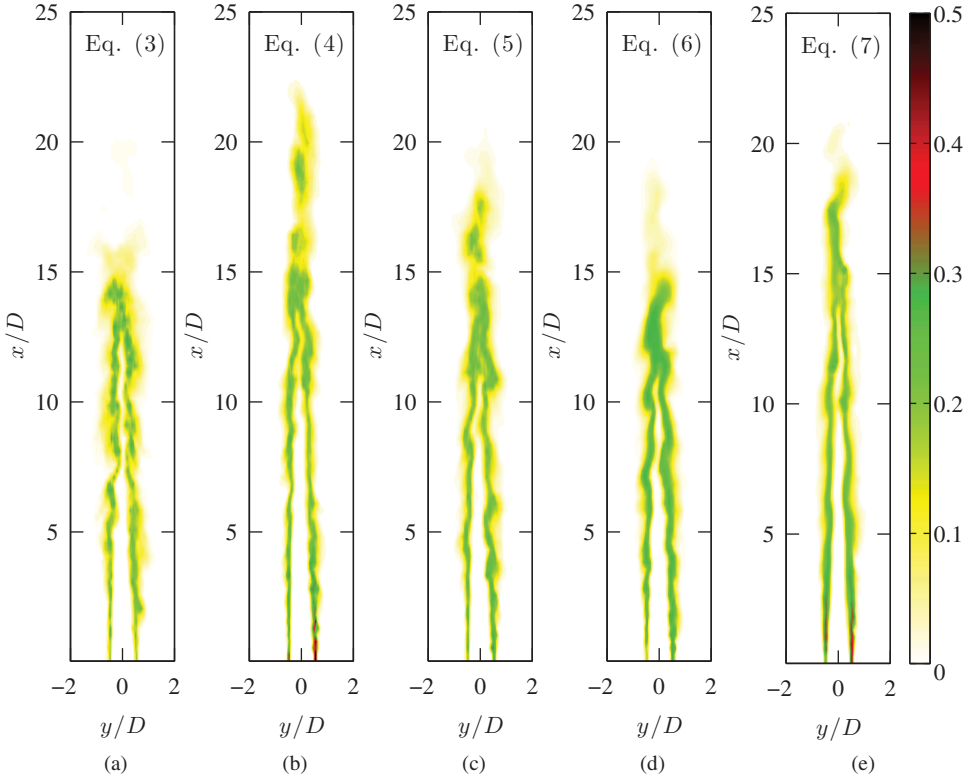 25 25 25 25 25 0.5
Eq. (3) Eq. (4) Eq. (5) Eq. (6) Eq. (7)
20 20 20 20 20 0.4
15 15 15 15 15 0.3
x/D x/D x/D x/D x/D
10 10 10 10 10 0.2
5 5 5 5 5 0.1
0
−2 0 2 −2 0 2 −2 0 2 −2 0 2 −2 0 2
y/D y/D y/D y/D y/D
(a) (b) (c) (d) (e)